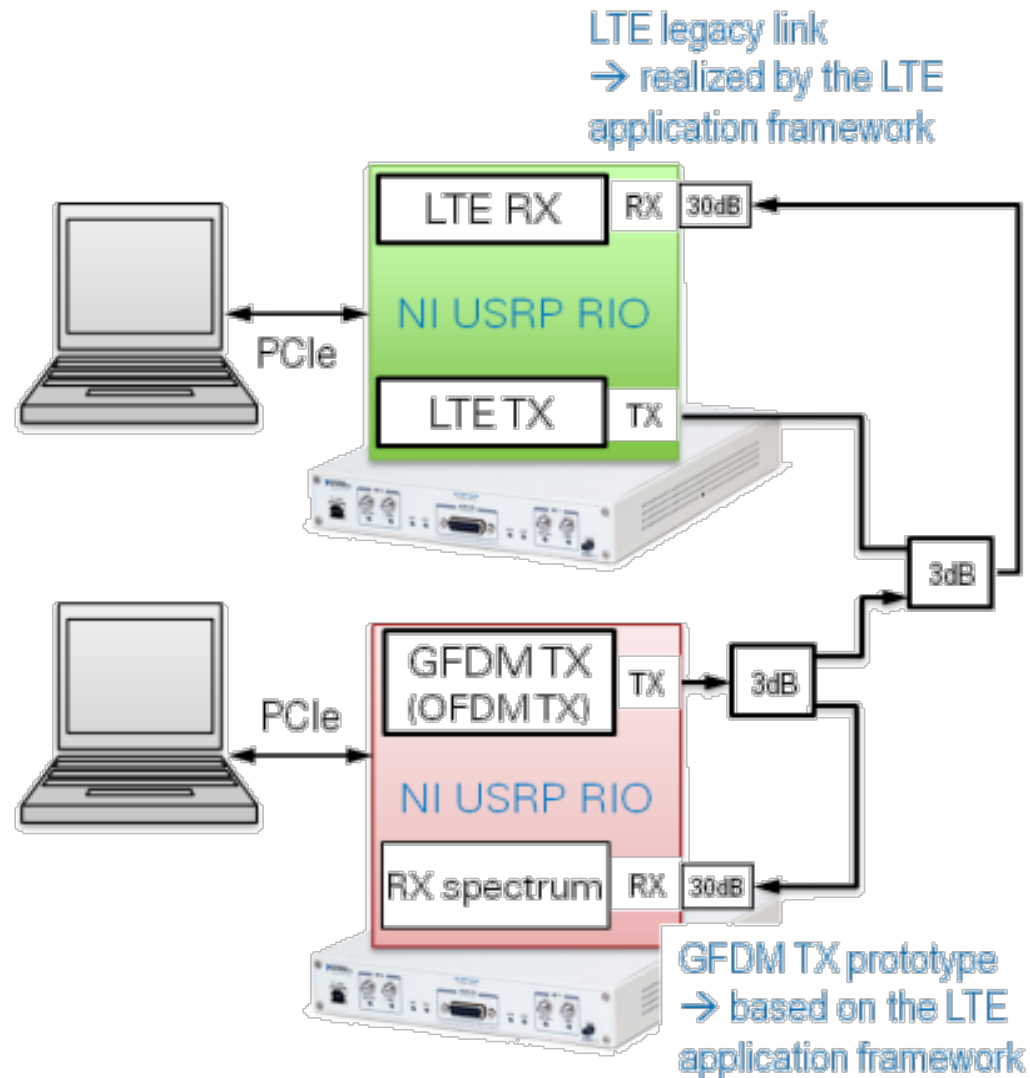 LTE legacy link
→ realized by the LTE
application framework
LTE RX
RX
30dB
NI USRP RIO
PCIe
LTE TX
TX
3dB
GFDM TX
(OFDM TX)
TX
3dB
PCIe
NI USRP RIO
RX spectrum
RX
30dB
GFDM TX prototype
→ based on the LTE
application framework